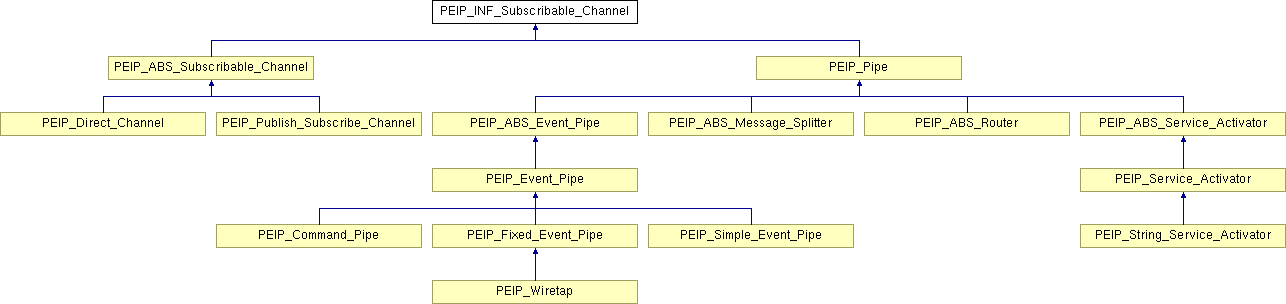 PEIP_INF_Subscribable_Channel
PEIP_ABS_Subscribable_Channel
PEIP_Pipe
PEIP_Direct_Channel
PEIP_Publish_Subscribe_Channel
PEIP_ABS_Event_Pipe
PEIP_ABS_Message_Splitter
PEIP_ABS_Router
PEIP_ABS_Service_Activator
PEIP_Event_Pipe
PEIP_Service_Activator
PEIP_Command_Pipe
PEIP_Fixed_Event_Pipe
PEIP_Simple_Event_Pipe
PEIP_String_Service_Activator
PEIP_Wiretap